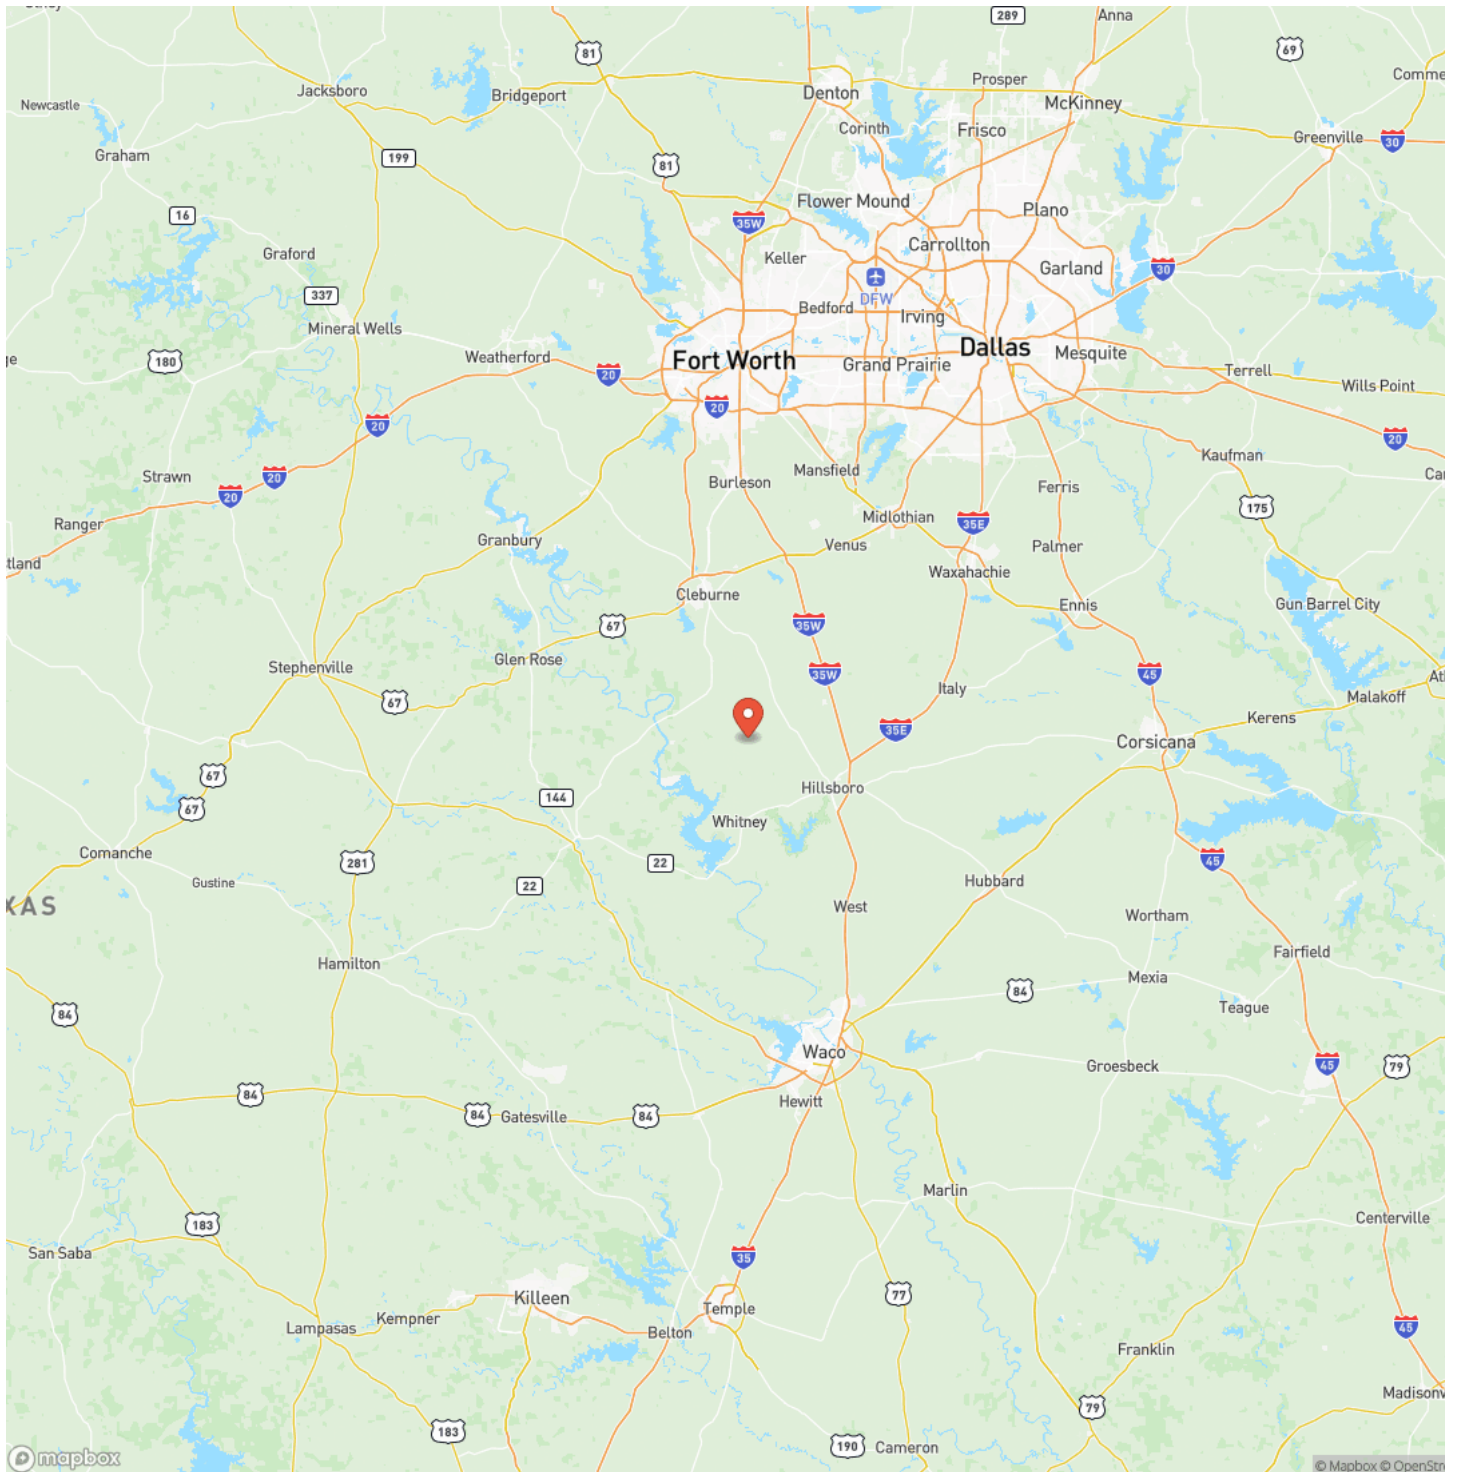 289
Anna
81
69
Comme
Jacksboro
Bridgeport
Denton
Prosper
McKinney
Newcastle
Corinth
Frisco
Greenville
30
Graham
199
81
16
35W
Flower Mound
Plano
Graford
Keller
Carrollton
Garland
30
337
DFW
Bedford
Irving
Mineral Wells
180
Weatherford
20
Fort Worth
Grand Prairie
Dallas
Mesquite
Terrell
Wills Point
20
20
20
Strawn
20
20
Mansfield
Kaufman
Burleson
Ferris
175
Ranger
Midlothian
35E
tland
Granbury
Venus
Palmer
Waxahachie
Cleburne
Ennis
Gun Barrel City
67
35W
Stephenville
Glen Rose
35W
45
67
Italy
Malakoff
Kerens
35E
Corsicana
67
67
144
Hillsboro
Whitney
Comanche
281
22
45
Gustine
22
Hubbard
XAS
West
Wortham
Hamilton
Fairfield
Mexia
84
84
Teague
Waco
Groesbeck
45
79
84
Hewitt
84
Gatesville
84
Marlin
183
Centerville
San Saba
35
Killeen
77
Kempner
Temple
Lampasas
Belton
45
Franklin
Madisonv
79
183
190
Cameron
mapbox
© Mapbox © OpenStre